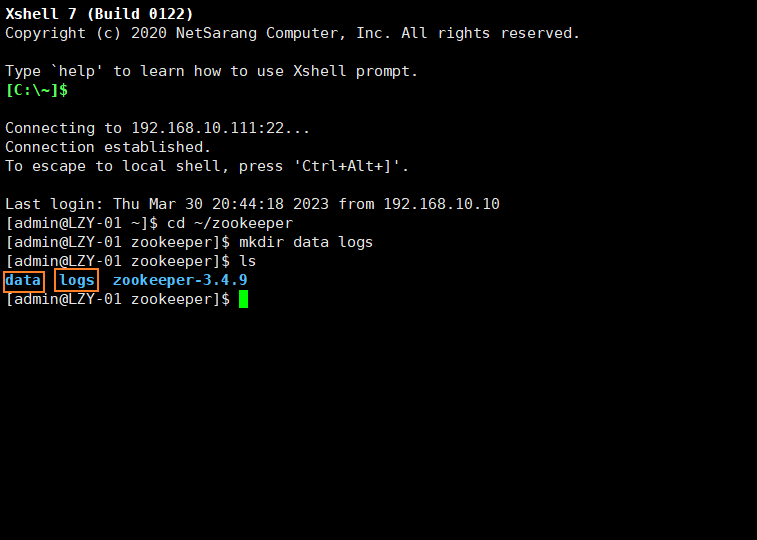 Xshell 7 (Build 0122)
Copyright (c) 2020 NetSarang Computer, Inc. All rights reserved.
Type `help' to learn how to use Xshell prompt.
[C:\~]$
Connecting to 192.168.10.111:22...
Connection established.
To escape to local shell, press 'Ctrl+Alt+]'.
Last login: Thu Mar 30 20:44:18 2023 from 192.168.10.10
[admin@LZY-01 ~]$ cd ~/zookeeper
[admin@LZY-01 zookeeper]$ mkdir data logs
[admin@LZY-01 zookeeper]$ ls
data  logs  zookeeper-3.4.9
[admin@LZY-01 zookeeper]$